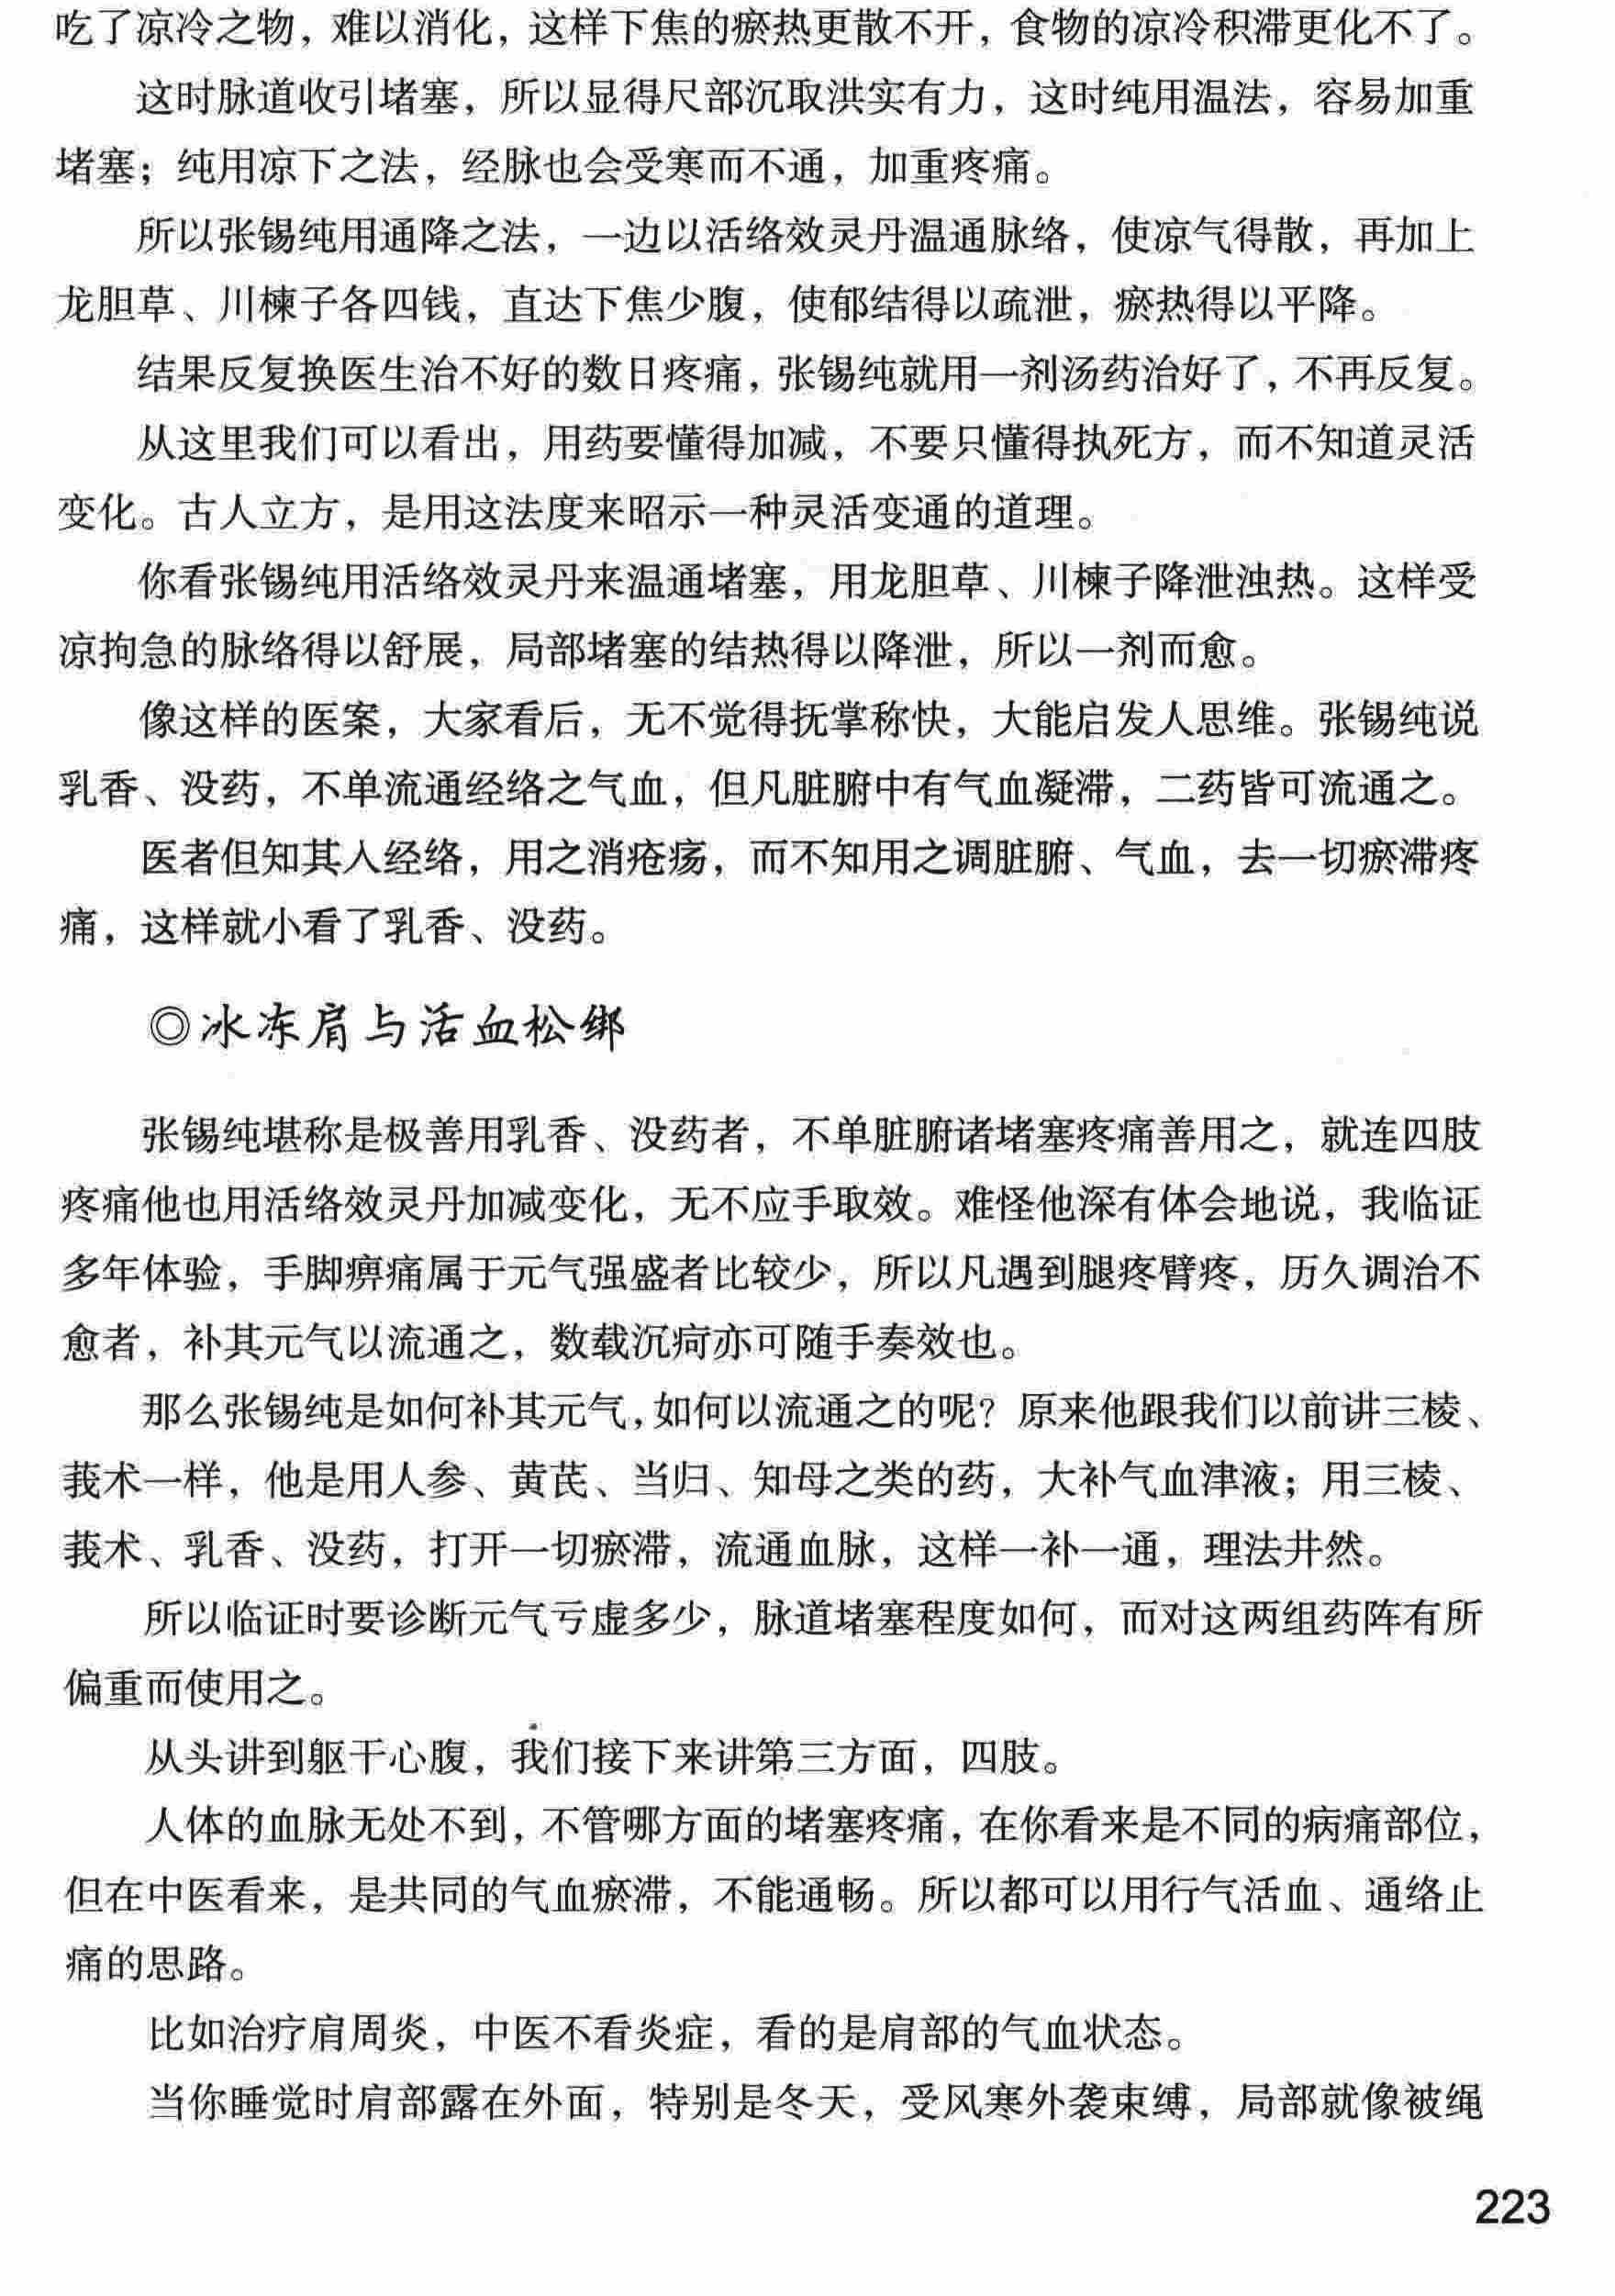 吃了凉冷之物，难以消化，这样下焦的瘀热更散不开，食物的凉冷积滞更化不了。
这时脉道收引堵塞，所以显得尺部沉取洪实有力，这时纯用温法，容易加重
堵塞；纯用凉下之法，经脉也会受寒而不通，加重疼痛。
所以张锡纯用通降之法，一边以活络效灵丹温通脉络，使凉气得散，再加上
龙胆草、川楝子各四钱，直达下焦少腹，使郁结得以疏泄，瘀热得以平降。
结果反复换医生治不好的数日疼痛，张锡纯就用一剂汤药治好了，不再反复。
从这里我们可以看出，用药要懂得加减，不要只懂得执死方，而不知道灵活
变化。古人立方，是用这法度来昭示一种灵活变通的道理。
你看张锡纯用活络效灵丹来温通堵塞，用龙胆草、川楝子降泄浊热。这样受
凉拘急的脉络得以舒展，局部堵塞的结热得以降泄，所以一剂而愈。
像这样的医案，大家看后，无不觉得抚掌称快，大能启发人思维。张锡纯说
乳香、没药，不单流通经络之气血，但凡脏腑中有气血凝滞，二药皆可流通之。
医者但知其入经络，用之消疮疡，而不知用之调脏腑、气血，去一切瘀滞疼
痛，这样就小看了乳香、没药。
◎冰冻肩与活血松绑
张锡纯堪称是极善用乳香、没药者，不单脏腑诸堵塞疼痛善用之，就连四肢
疼痛他也用活络效灵丹加减变化，无不应手取效。难怪他深有体会地说，我临证
多年体验，手脚痹痛属于元气强盛者比较少，所以凡遇到腿疼臂疼，历久调治不
愈者，补其元气以流通之，数载沉疴亦可随手奏效也。
那么张锡纯是如何补其元气，如何以流通之的呢？原来他跟我们以前讲三棱、
莪术一样，他是用人参、黄芪、当归、知母之类的药，大补气血津液；用三棱、
莪术、乳香、没药，打开一切瘀滞，流通血脉，这样一补一通，理法井然。
所以临证时要诊断元气亏虚多少，脉道堵塞程度如何，而对这两组药阵有所
偏重而使用之。
从头讲到躯干心腹，我们接下来讲第三方面，四肢。
人体的血脉无处不到，不管哪方面的堵塞疼痛，在你看来是不同的病痛部位，
但在中医看来，是共同的气血瘀滞，不能通畅。所以都可以用行气活血、通络止
痛的思路。
比如治疗肩周炎，中医不看炎症，看的是肩部的气血状态。
当你睡觉时肩部露在外面，特别是冬天，受风寒外袭束缚，局部就像被绳
223